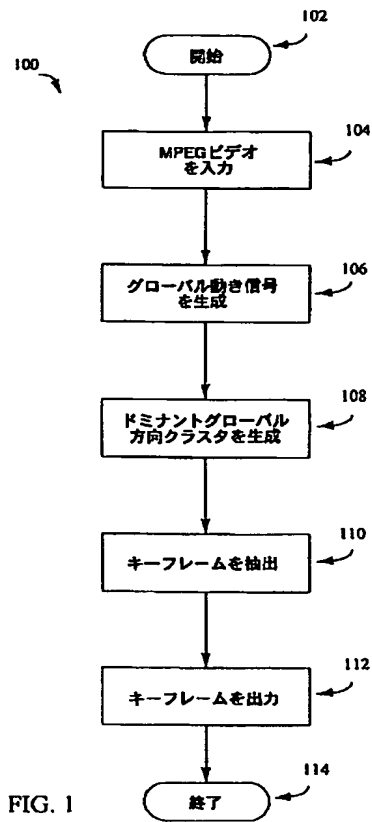 102
開始
100
104
MPEGビデオ
を入力
106
グローバル動き信号
を生成
108
ドミナントグローバル
方向クラスタを生成
110
キーフレームを抽出
112
キーフレームを出力
114
終了
FIG. 1